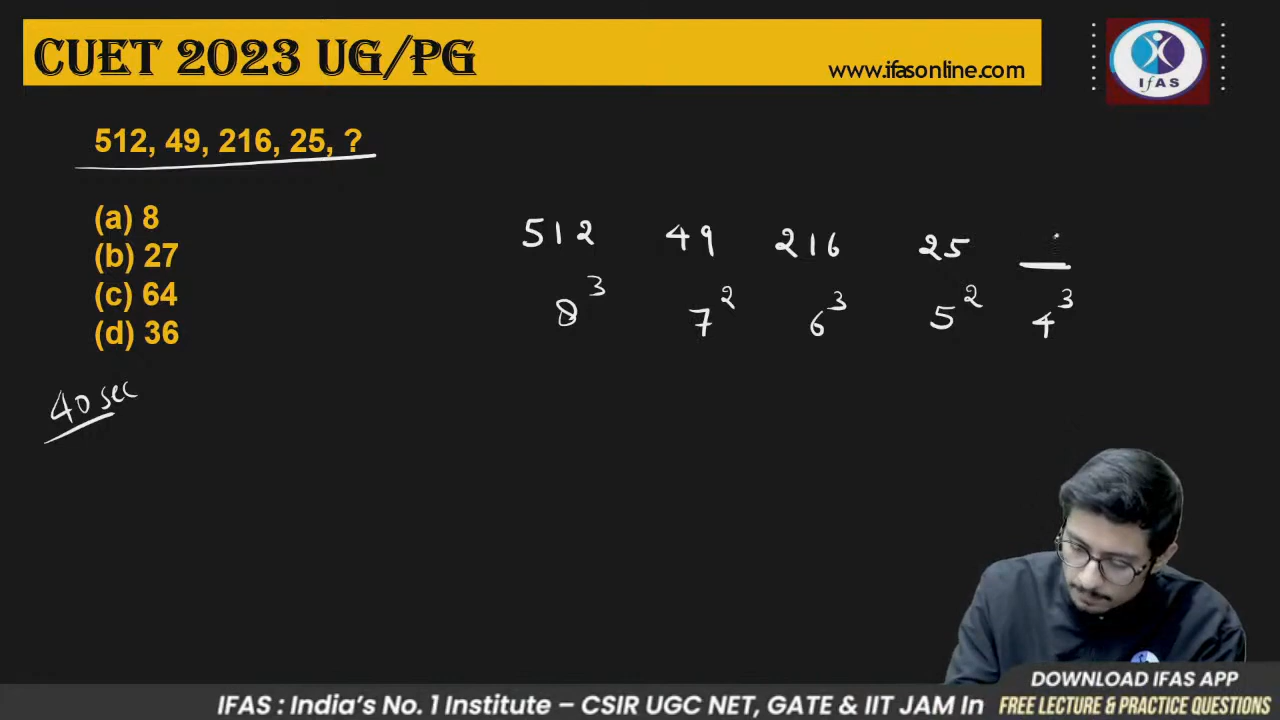 CUET 2023 UG/PG
www.ifasonline.com
IfAS
512, 49, 216, 25, ?
(a) 8
(b) 27
(c) 64
(d) 36
40 sec
512 49 216 25
8³ 7² 6³ 5² 4³
DOWNLOAD IFAS APP
IFAS : India's No. 1 Institute – CSIR UGC NET, GATE & IIT JAM In
FREE LECTURE & PRACTICE QUESTIONS